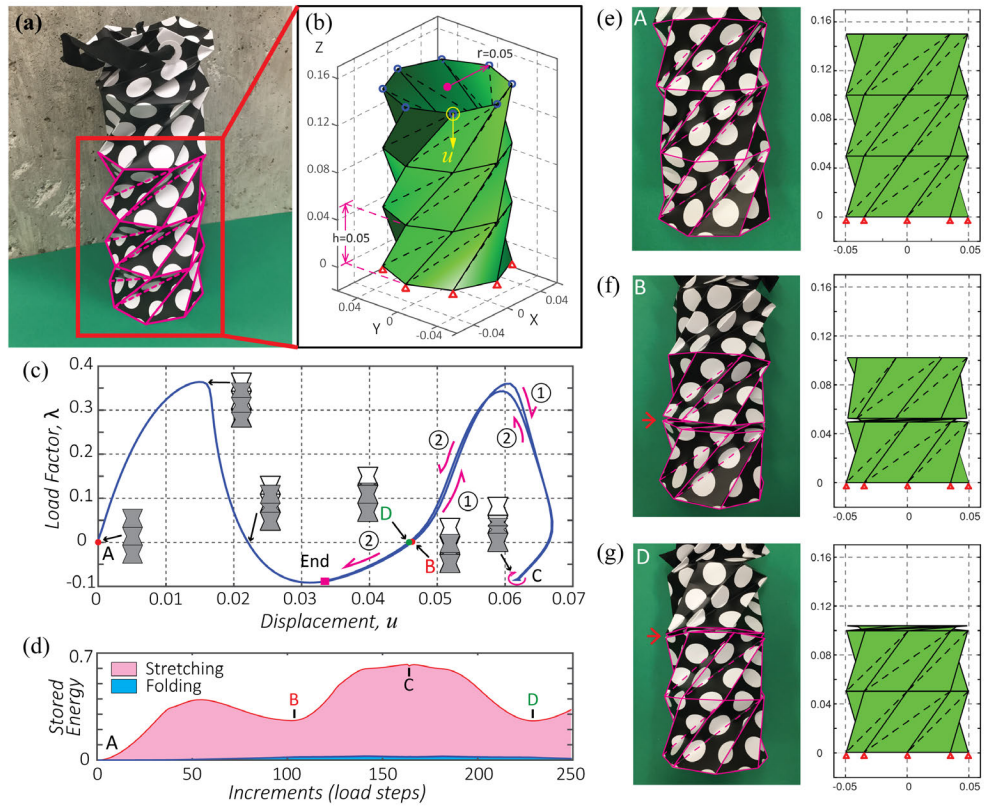 (a)
(b)
Z
0.16
0.12
0.08
0.04
0
r=0.05
u
h=0.05
0.04
0
-0.04
Y
-0.04
0
0.04
X
(c)
Load Factor, λ
0.4
0.3
0.2
0.1
0
-0.1
A
End
2
D
2
1
B
1
2
C
0
0.01
0.02
0.03
0.04
0.05
0.06
0.07
Displacement, u
(d)
Stored
Energy
0.7
0
Stretching
Folding
A
B
C
D
0
50
100
150
200
250
Increments (load steps)
(e)
A
0.16
0.12
0.08
0.04
0
-0.05
0
0.05
(f)
B
0.16
0.12
0.08
0.04
0
-0.05
0
0.05
(g)
D
0.16
0.12
0.08
0.04
0
-0.05
0
0.05